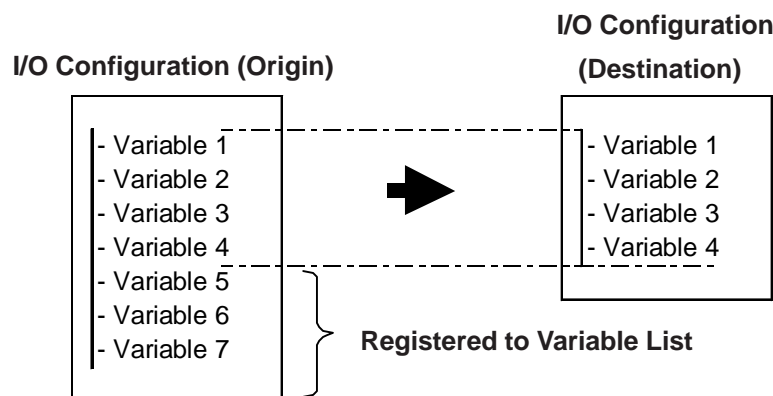 I/O Configuration (Origin)
- Variable 1
- Variable 2
- Variable 3
- Variable 4
- Variable 5
- Variable 6
- Variable 7
I/O Configuration
(Destination)
- Variable 1
- Variable 2
- Variable 3
- Variable 4
Registered to Variable List